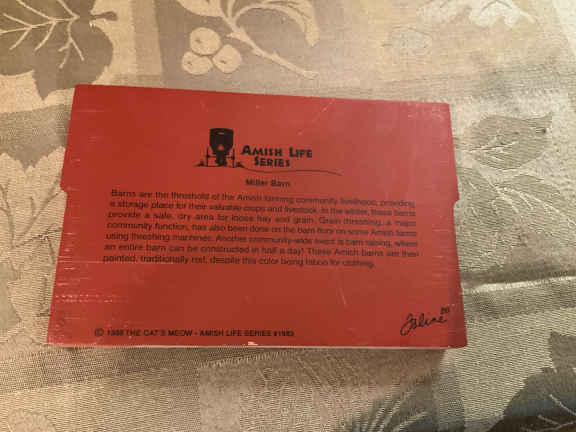 AMISH LIFE
SERIES
Miller Barn
Barns are the threshold of the Amish farming community livelihood, providing
a storage place for their valuable crops and livestock. In the winter, these barns
provide a safe, dry area for loose hay and grain. Grain threshing, a major
community function, has also been done on the barn floor on some Amish farms
using threshing machines. Another community-wide event is barn raising, where
an entire barn can be constructed in half a day! These Amish barns are then
painted, traditionally red, despite this color being taboo for clothing.
© THE CAT'S MEOW - AMISH LIFE SERIES
Faline